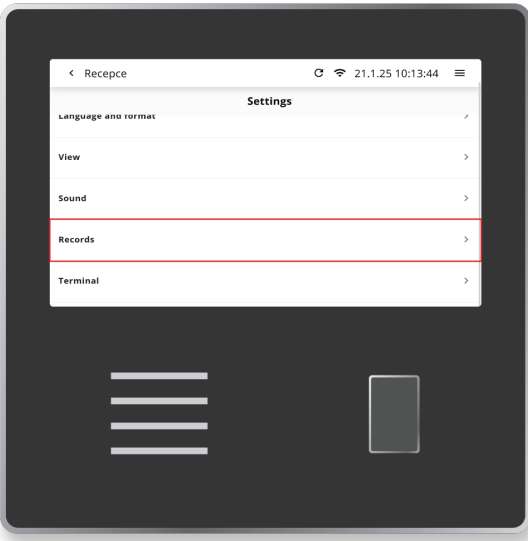 Recepce
21.1.25 10:13:44
Settings
Language and format
View
Sound
Records
Terminal